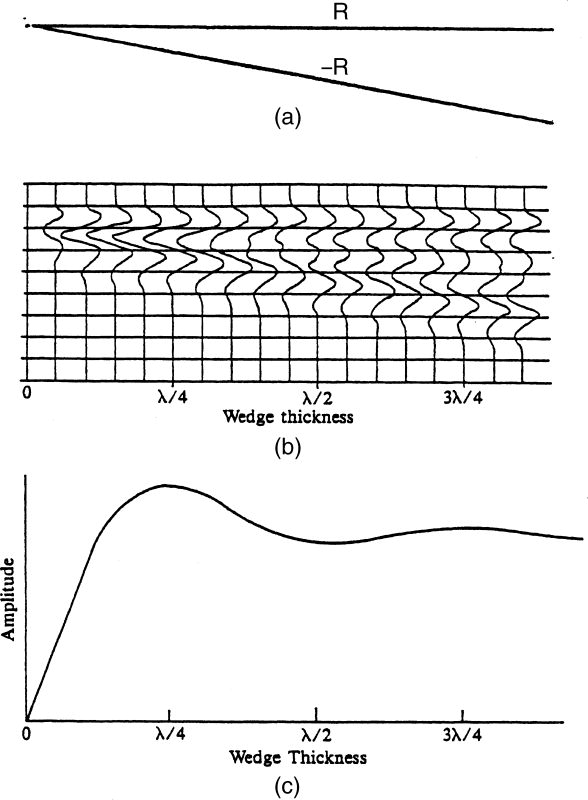 R
−R
(a)
0 λ/4 λ/2 3λ/4
Wedge thickness
(b)
Amplitude
0 λ/4 λ/2 3λ/4
Wedge Thickness
(c)